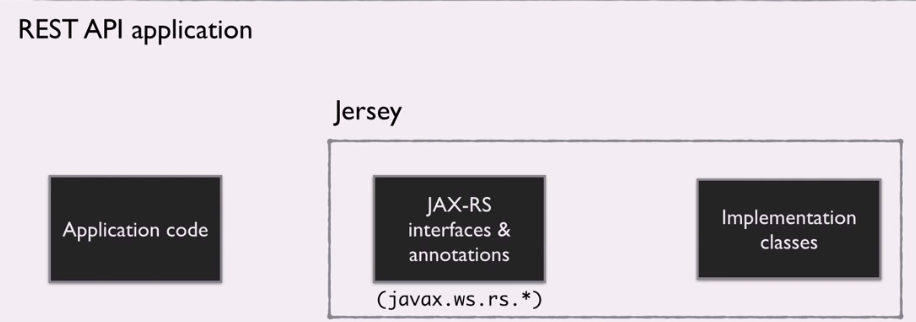 REST API application
Jersey
Application code
JAX-RS
interfaces &
annotations
(javax.ws.rs.*)
Implementation
classes